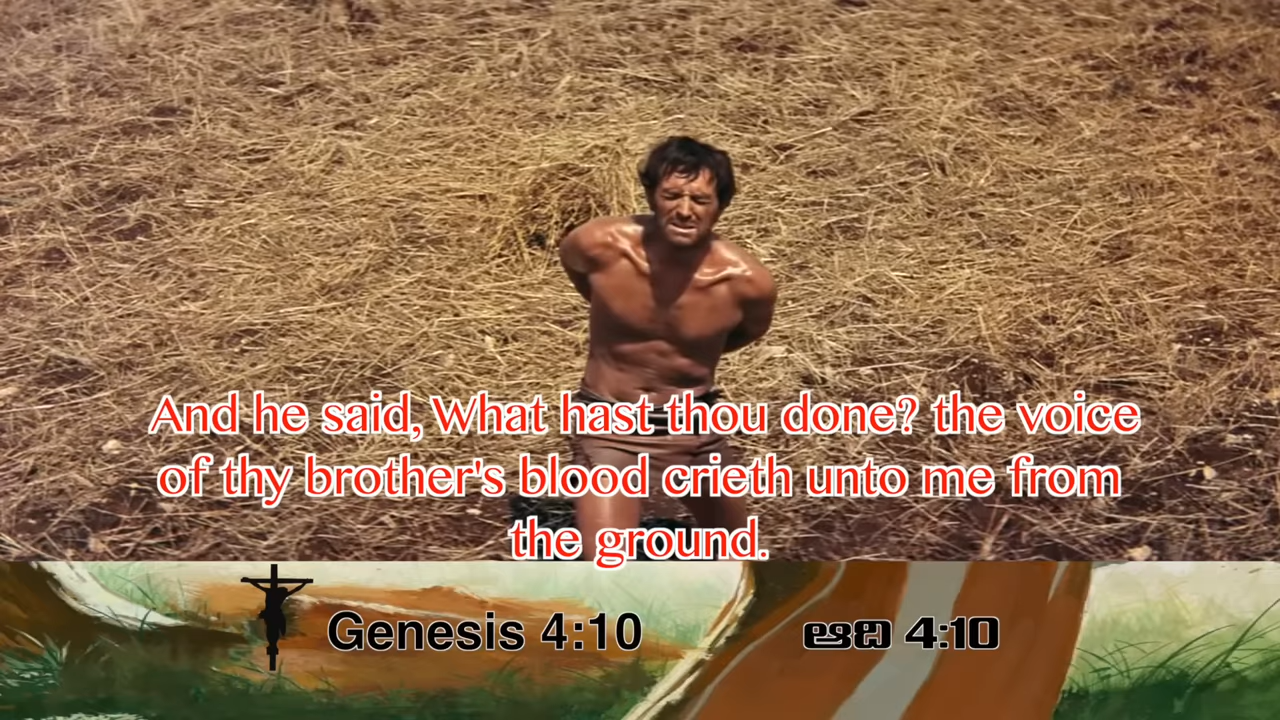 And he said, What hast thou done? the voice
of thy brother's blood crieth unto me from
the ground.
Genesis 4:10
ఆది 4:10